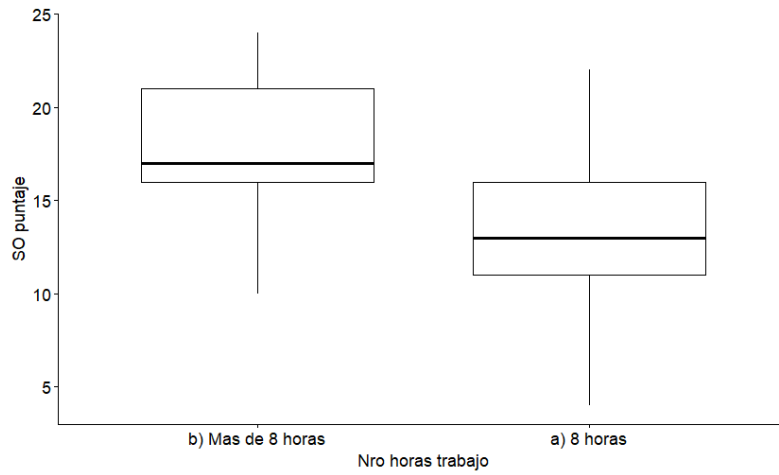 25
20
15
10
5
SO puntaje
b) Mas de 8 horas
a) 8 horas
Nro horas trabajo